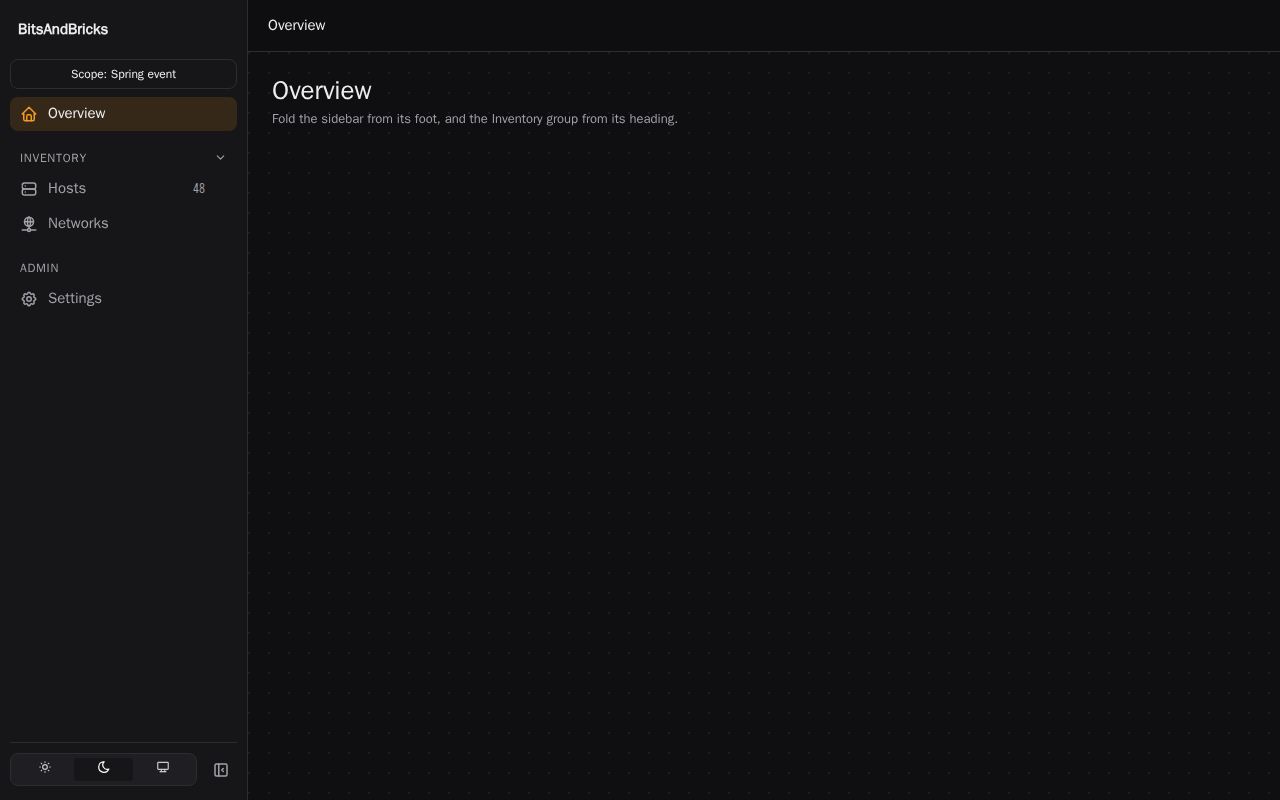 BitsAndBricks
Scope: Spring event
Overview
INVENTORY
Hosts 48
Networks
ADMIN
Settings
Overview
Overview
Fold the sidebar from its foot, and the Inventory group from its heading.